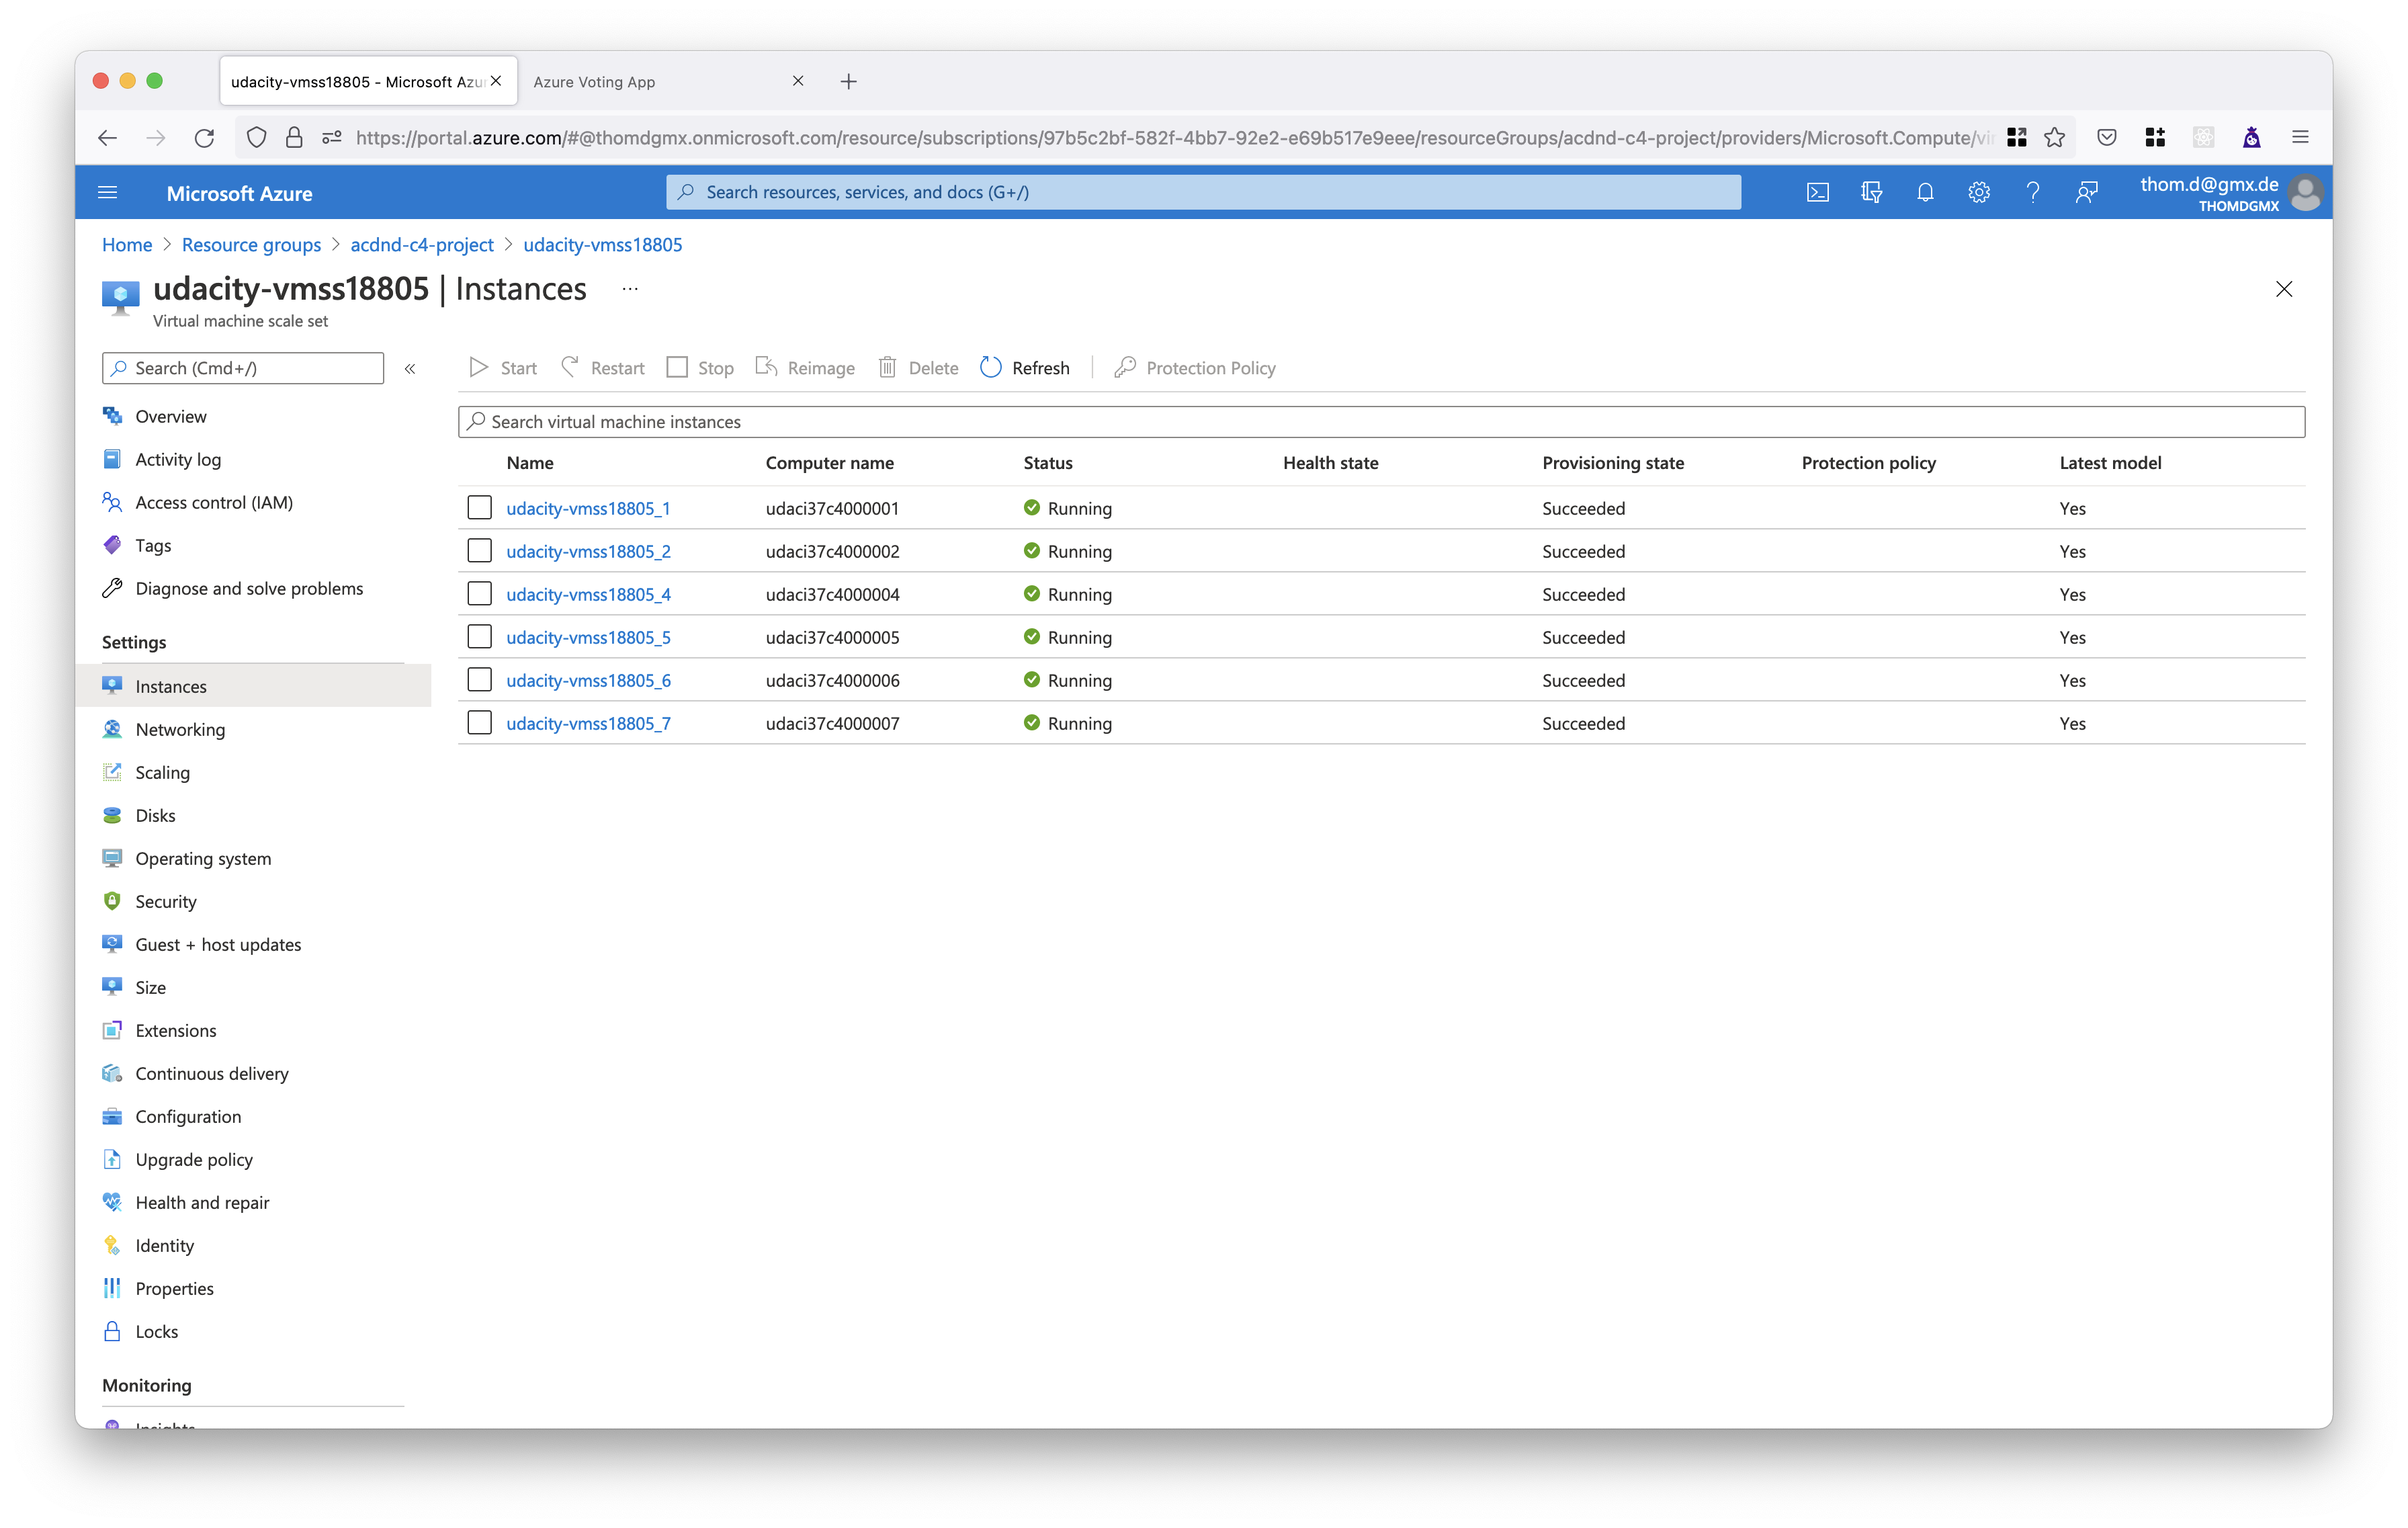 udacity-vmss18805 - Microsoft Azu
Azure Voting App
https://portal.azure.com/#@thomdgmx.onmicrosoft.com/resource/subscriptions/97b5c2bf-582f-4bb7-92e2-e69b517e9eee/resourceGroups/acdnd-c4-project/providers/Microsoft.Compute/vir
Microsoft Azure
Search resources, services, and docs (G+/)
thom.d@gmx.de
THOMDGMX
Home > Resource groups > acdnd-c4-project > udacity-vmss18805
udacity-vmss18805 | Instances ...
Virtual machine scale set
Search (Cmd+/) «
Start Restart Stop Reimage Delete Refresh Protection Policy
Search virtual machine instances
Name Computer name Status Health state Provisioning state Protection policy Latest model
udacity-vmss18805_1 udaci37c4000001 Running Succeeded Yes
udacity-vmss18805_2 udaci37c4000002 Running Succeeded Yes
udacity-vmss18805_4 udaci37c4000004 Running Succeeded Yes
udacity-vmss18805_5 udaci37c4000005 Running Succeeded Yes
udacity-vmss18805_6 udaci37c4000006 Running Succeeded Yes
udacity-vmss18805_7 udaci37c4000007 Running Succeeded Yes
Overview
Activity log
Access control (IAM)
Tags
Diagnose and solve problems
Settings
Instances
Networking
Scaling
Disks
Operating system
Security
Guest + host updates
Size
Extensions
Continuous delivery
Configuration
Upgrade policy
Health and repair
Identity
Properties
Locks
Monitoring
Insights